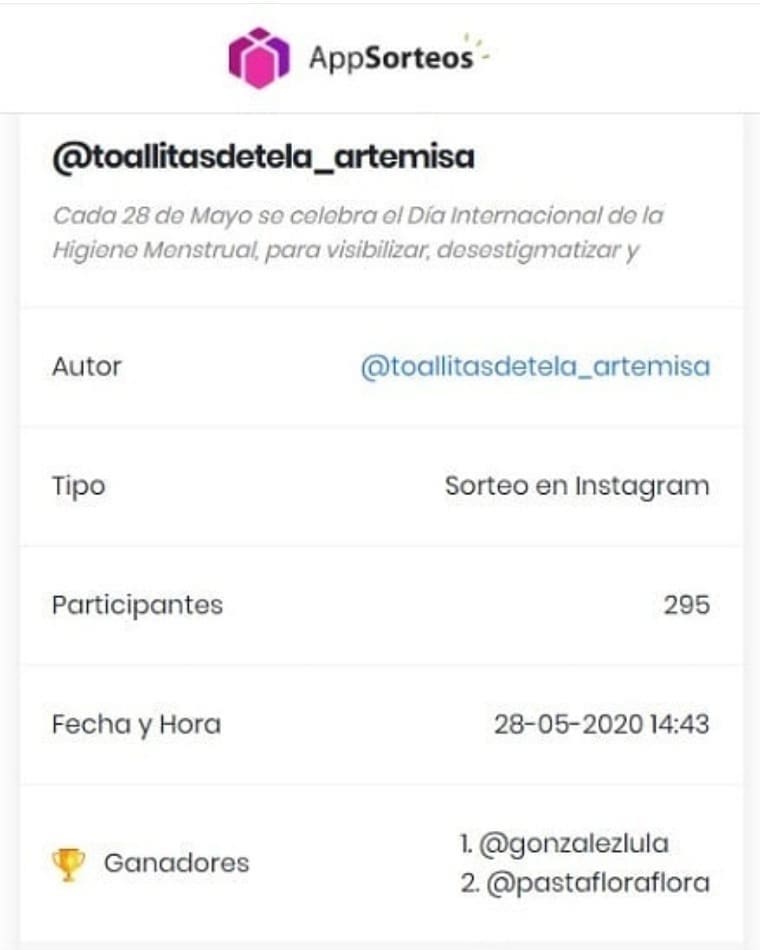 AppSorteos
@toallitasdetela_artemisa
Cada 28 de Mayo se celebra el Día Internacional de la
Higiene Menstrual, para visibilizar, desestigmatizar y
Autor @toallitasdetela_artemisa
Tipo Sorteo en Instagram
Participantes 295
Fecha y Hora 28-05-2020 14:43
Ganadores
1. @gonzalezlula
2. @pastafloraflora